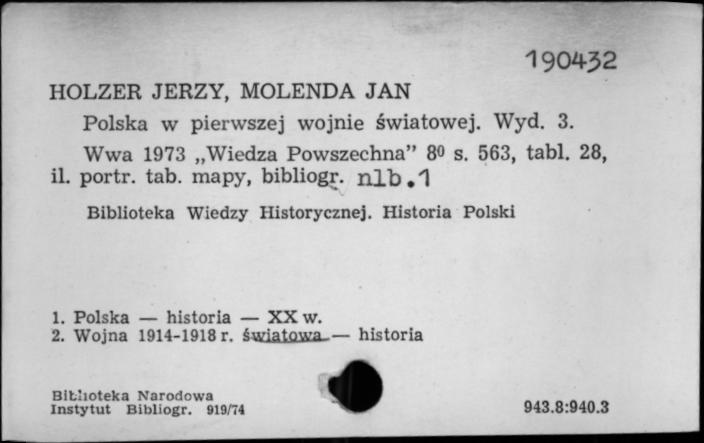 190432
HOLZER JERZY, MOLENDA JAN
Polska w pierwszej wojnie światowej. Wyd. 3.
Wwa 1973 „Wiedza Powszechna” 8⁰ s. 563, tabl. 28,
il. portr. tab. mapy, bibliogr. nlb.1
Biblioteka Wiedzy Historycznej. Historia Polski
1. Polska — historia — XX w.
2. Wojna 1914-1918 r. światowa — historia
Biblioteka Narodowa
Instytut Bibliogr. 919/74
943.8:940.3